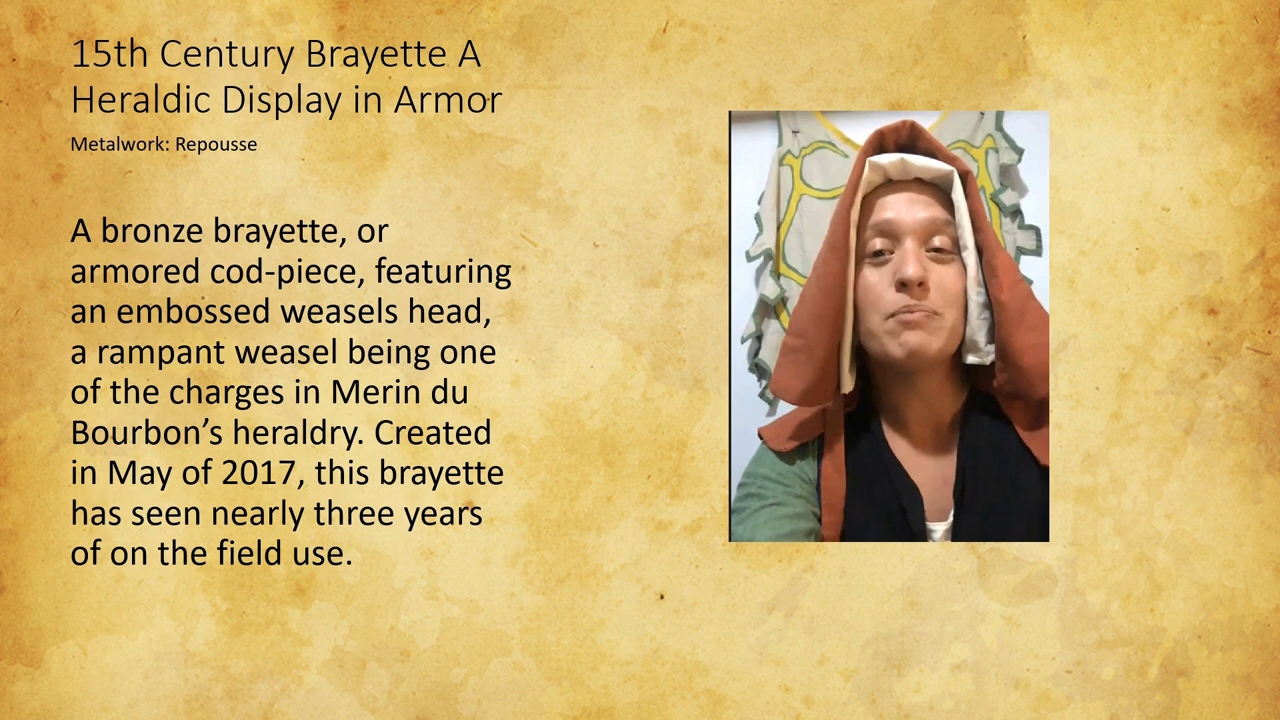 15th Century Brayette A
Heraldic Display in Armor
Metalwork: Repousse
A bronze brayette, or
armored cod-piece, featuring
an embossed weasels head,
a rampant weasel being one
of the charges in Merin du
Bourbon’s heraldry. Created
in May of 2017, this brayette
has seen nearly three years
of on the field use.